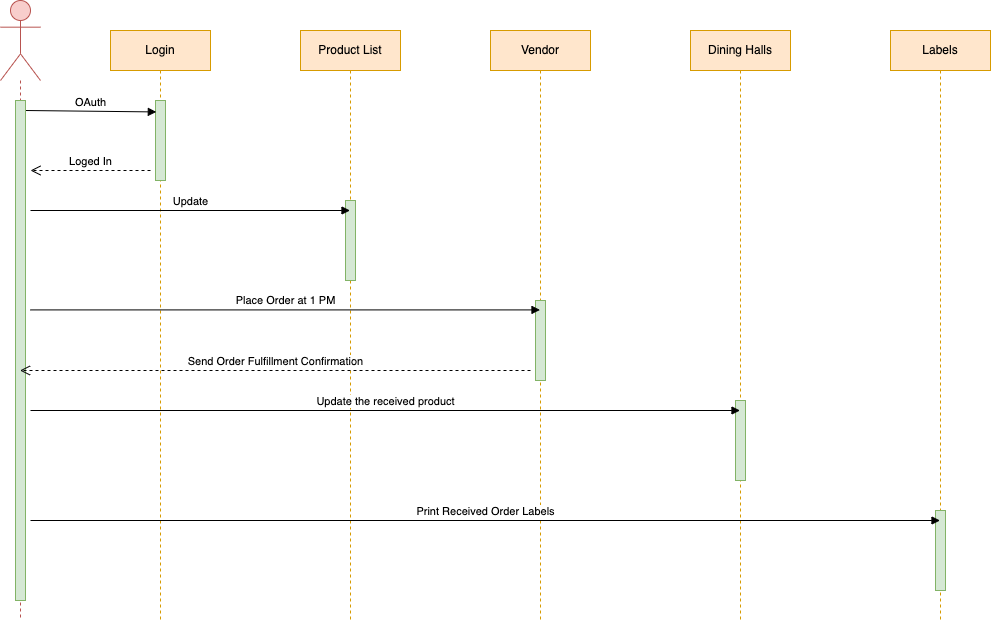 Login
Product List
Vendor
Dining Halls
Labels
OAuth
Loged In
Update
Place Order at 1 PM
Send Order Fulfillment Confirmation
Update the received product
Print Received Order Labels